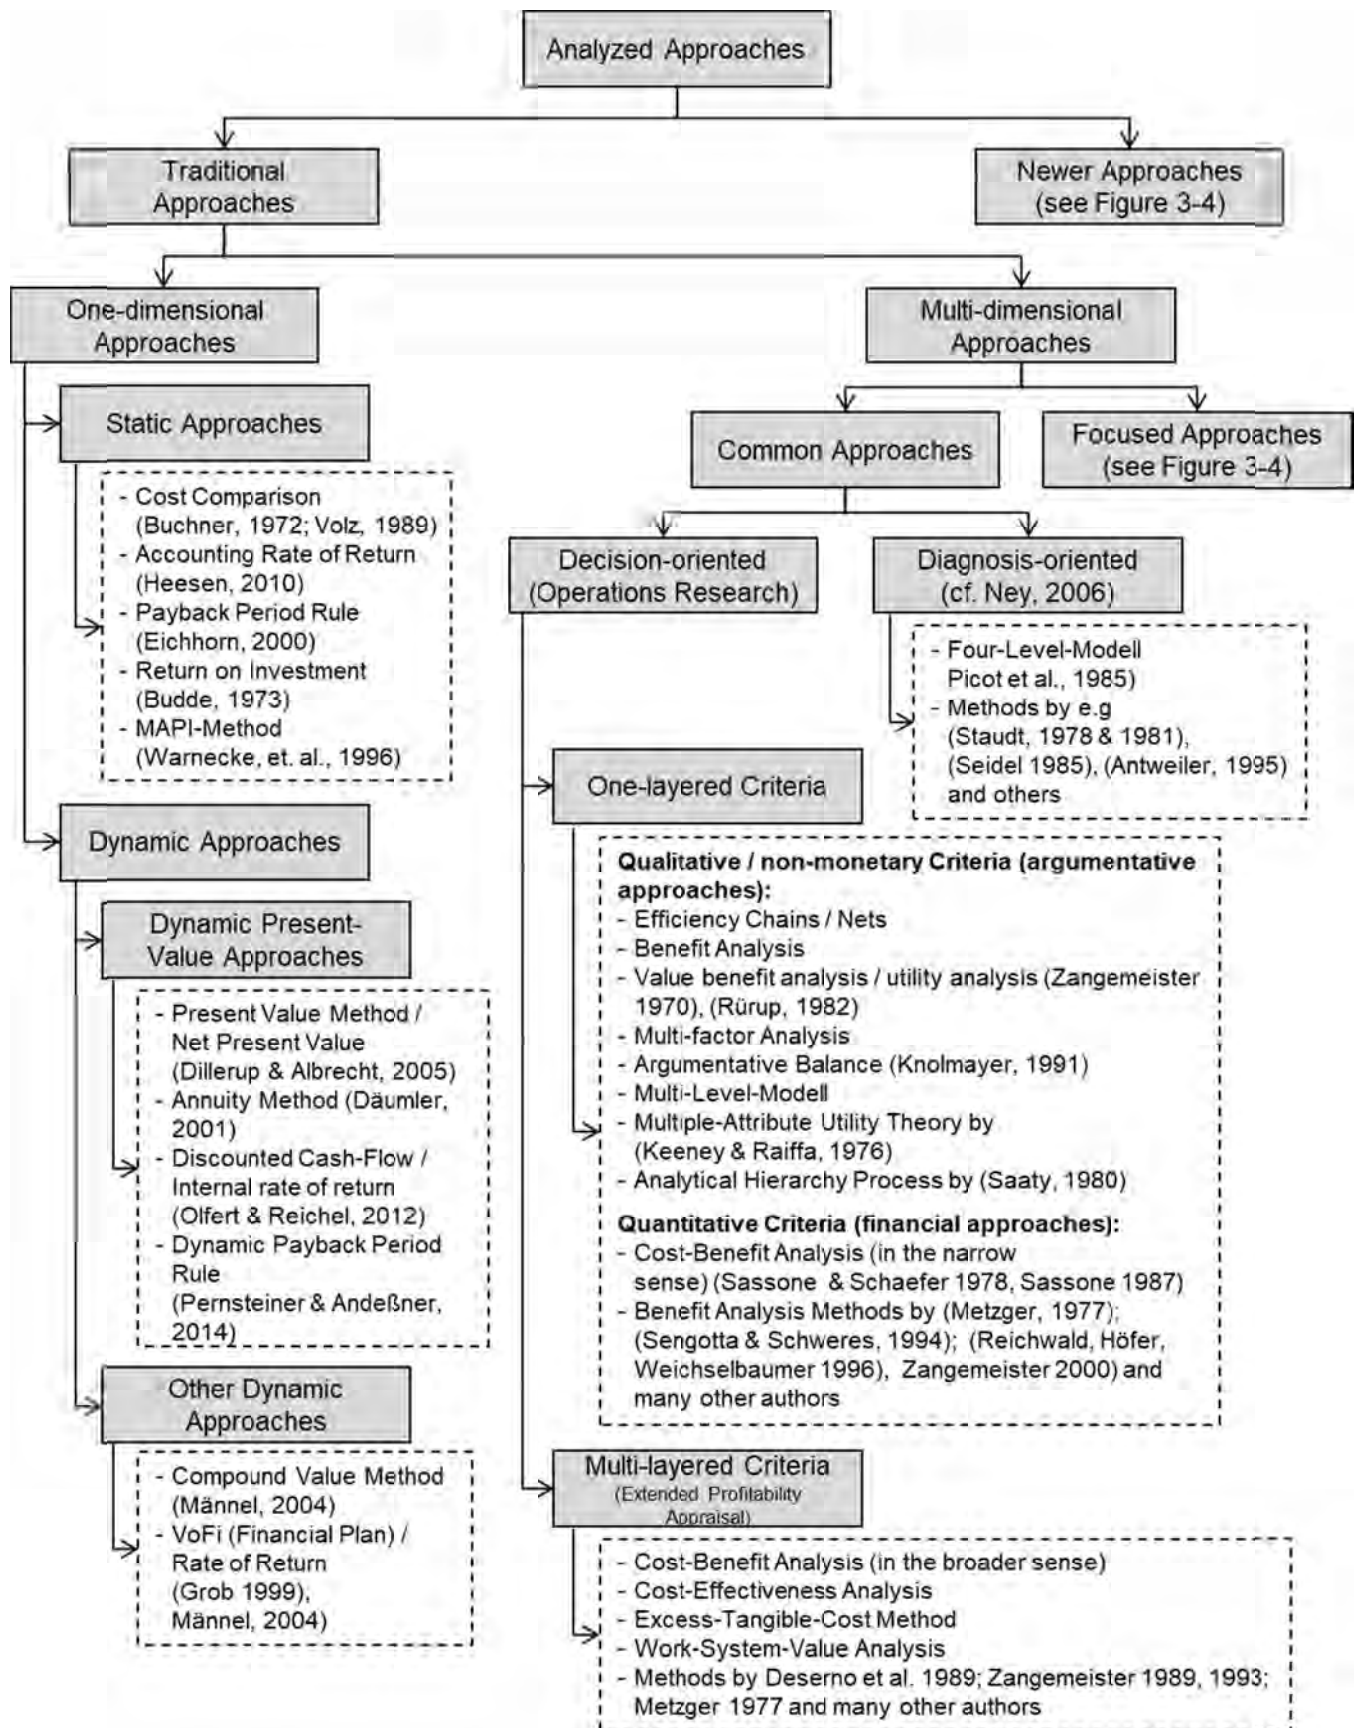 Analyzed Approaches
Traditional
Approaches
Newer Approaches
(see Figure 3-4)
One-dimensional
Approaches
Multi-dimensional
Approaches
Static Approaches
- Cost Comparison
(Buchner, 1972; Volz, 1989)
- Accounting Rate of Return
(Heesen, 2010)
- Payback Period Rule
(Eichhorn, 2000)
- Return on Investment
(Budde, 1973)
- MAPI-Method
(Warnecke, et. al., 1996)
Dynamic Approaches
Dynamic Present-
Value Approaches
- Present Value Method /
Net Present Value
(Dillerup & Albrecht, 2005)
- Annuity Method (Däumler,
2001)
- Discounted Cash-Flow /
Internal rate of return
(Olfert & Reichel, 2012)
- Dynamic Payback Period
Rule
(Pernsteiner & Andeßner,
2014)
Other Dynamic
Approaches
- Compound Value Method
(Männel, 2004)
- VoFi (Financial Plan) /
Rate of Return
(Grob 1999),
Männel, 2004)
Common Approaches
Focused Approaches
(see Figure 3-4)
Decision-oriented
(Operations Research)
Diagnosis-oriented
(cf. Ney, 2006)
- Four-Level-Modell
Picot et al., 1985)
- Methods by e.g
(Staudt, 1978 & 1981),
(Seidel 1985), (Antweiler, 1995)
and others
One-layered Criteria
Qualitative / non-monetary Criteria (argumentative
approaches):
- Efficiency Chains / Nets
- Benefit Analysis
- Value benefit analysis / utility analysis (Zangemeister
1970), (Rürup, 1982)
- Multi-factor Analysis
- Argumentative Balance (Knolmayer, 1991)
- Multi-Level-Modell
- Multiple-Attribute Utility Theory by
(Keeney & Raiffa, 1976)
- Analytical Hierarchy Process by (Saaty, 1980)
Quantitative Criteria (financial approaches):
- Cost-Benefit Analysis (in the narrow
sense) (Sassone & Schaefer 1978, Sassone 1987)
- Benefit Analysis Methods by (Metzger, 1977);
(Sengotta & Schweres, 1994); (Reichwald, Höfer,
Weichselbaumer 1996), Zangemeister 2000) and
many other authors
Multi-layered Criteria
(Extended Profitability
Appraisal)
- Cost-Benefit Analysis (in the broader sense)
- Cost-Effectiveness Analysis
- Excess-Tangible-Cost Method
- Work-System-Value Analysis
- Methods by Deserno et al. 1989; Zangemeister 1989, 1993;
Metzger 1977 and many other authors